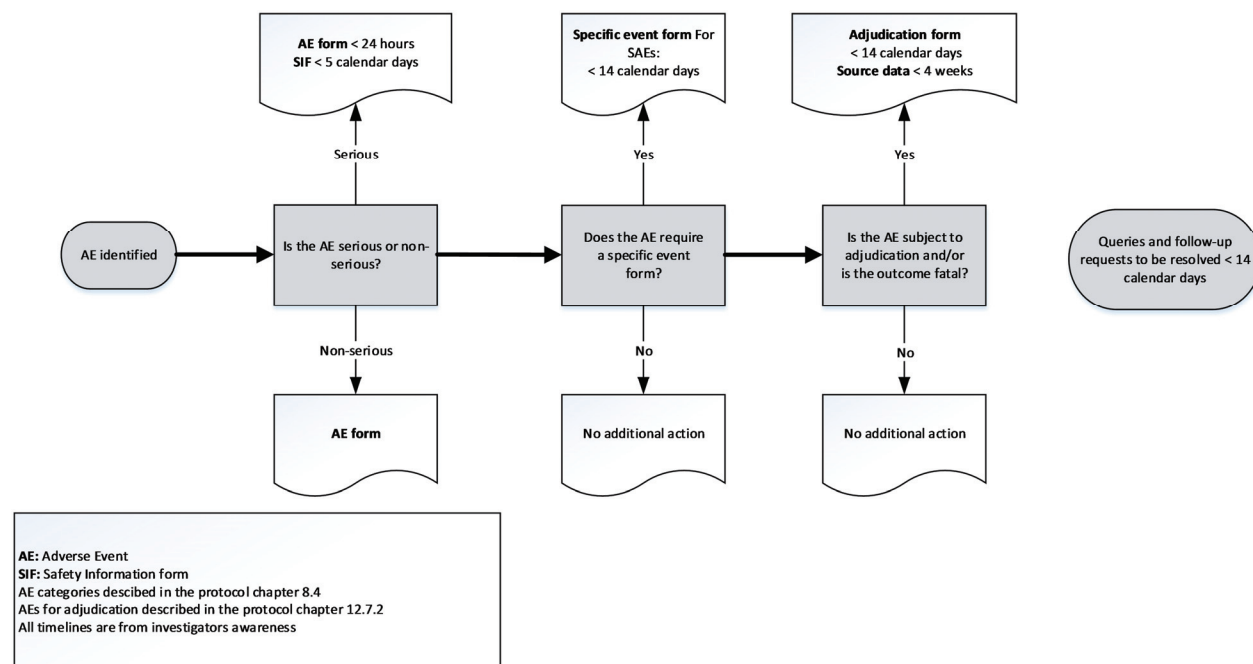 AE form < 24 hours
SIF < 5 calendar days
Specific event form For
SAEs:
< 14 calendar days
Adjudication form
< 14 calendar days
Source data < 4 weeks
Serious
Yes
Yes
AE identified
Is the AE serious or non-
serious?
Does the AE require
a specific event
form?
Is the AE subject to
adjudication and/or
is the outcome fatal?
Queries and follow-up
requests to be resolved < 14
calendar days
Non-serious
No
No
AE form
No additional action
No additional action
AE: Adverse Event
SIF: Safety Information form
AE categories descibed in the protocol chapter 8.4
AEs for adjudication described in the protocol chapter 12.7.2
All timelines are from investigators awareness